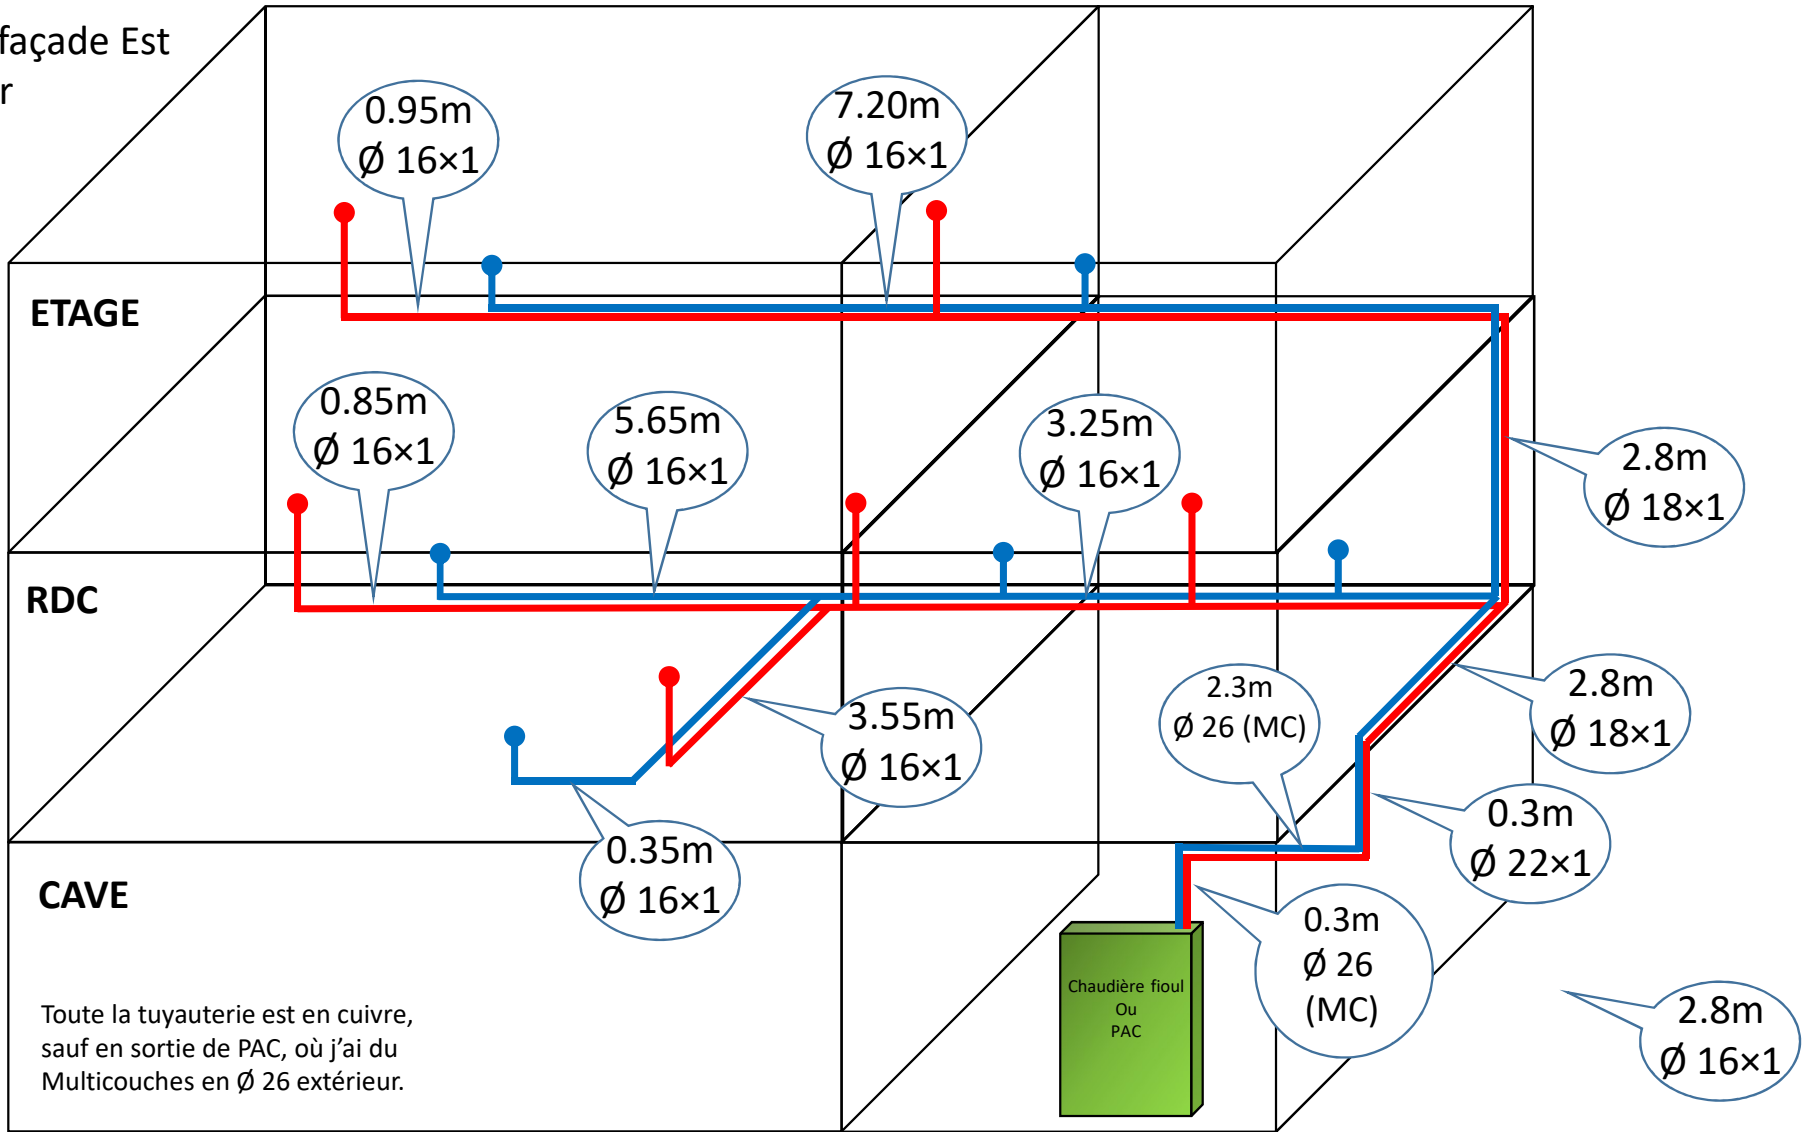 façade Est
r
0.95m
Ø 16×1
7.20m
Ø 16×1
ETAGE
0.85m
Ø 16×1
5.65m
Ø 16×1
3.25m
Ø 16×1
2.8m
Ø 18×1
RDC
3.55m
Ø 16×1
2.3m
Ø 26 (MC)
2.8m
Ø 18×1
0.3m
Ø 22×1
0.35m
Ø 16×1
CAVE
0.3m
Ø 26
(MC)
Chaudière fioul
Ou
PAC
2.8m
Ø 16×1
Toute la tuyauterie est en cuivre,
sauf en sortie de PAC, où j’ai du
Multicouches en Ø 26 extérieur.